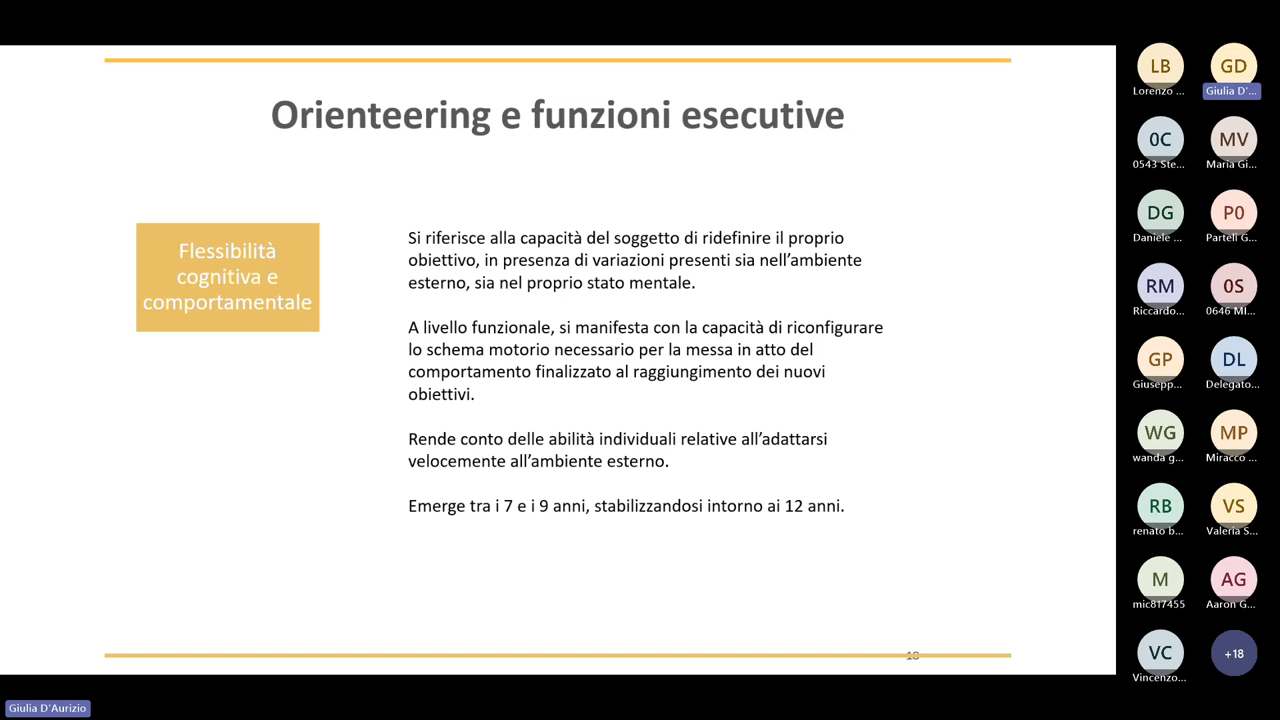 Orienteering e funzioni esecutive
Flessibilità
cognitiva e
comportamentale
Si riferisce alla capacità del soggetto di ridefinire il proprio
obiettivo, in presenza di variazioni presenti sia nell’ambiente
esterno, sia nel proprio stato mentale.
A livello funzionale, si manifesta con la capacità di riconfigurare
lo schema motorio necessario per la messa in atto del
comportamento finalizzato al raggiungimento dei nuovi
obiettivi.
Rende conto delle abilità individuali relative all’adattarsi
velocemente all’ambiente esterno.
Emerge tra i 7 e i 9 anni, stabilizzandosi intorno ai 12 anni.
LB
Lorenzo ...
GD
Giulia D'...
0C
0543 Ste...
MV
Maria Gi...
DG
Daniele ...
P0
Parteli G...
RM
Riccardo...
0S
0646 MI...
GP
Giusepp...
DL
Delegato...
WG
wanda g...
MP
Miracco ...
RB
renato b...
VS
Valeria S...
M
mic817455
AG
Aaron G...
VC
Vincenzo...
+18
Giulia D'Aurizio